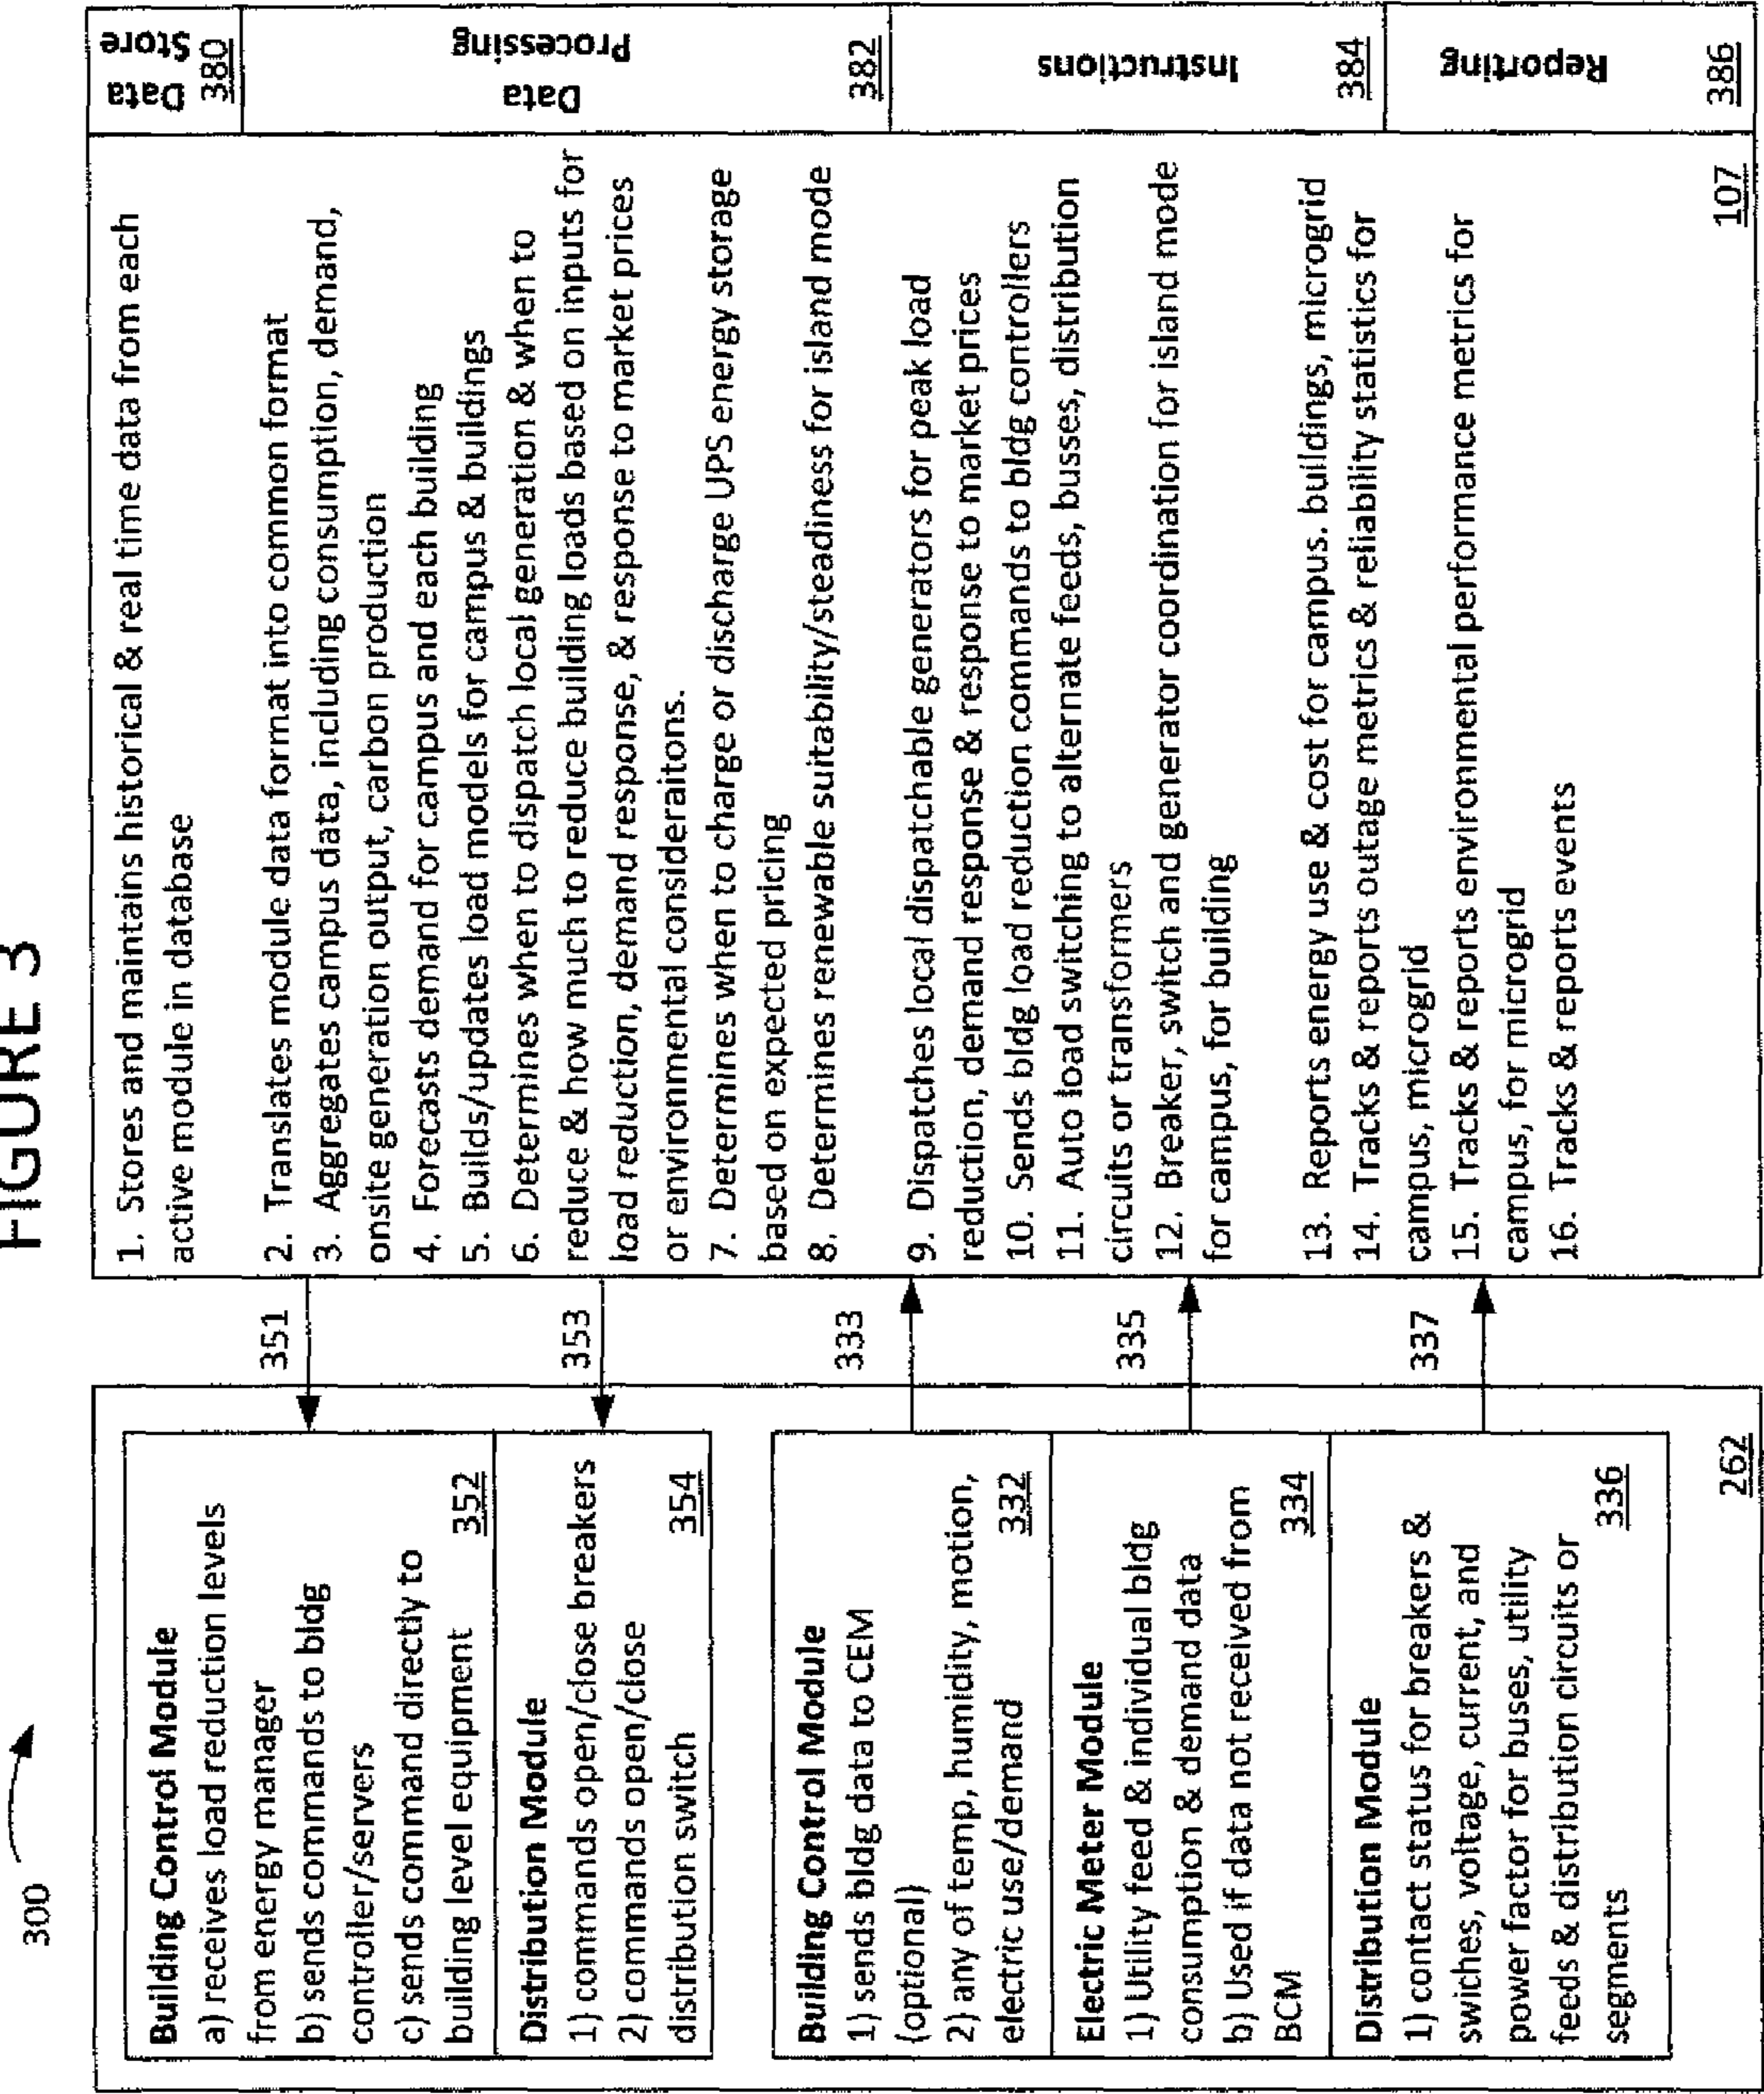 FIGURE 3
300
Building Control Module
a) receives load reduction levels
from energy manager
b) sends commands to bldg
controller/servers
c) sends command directly to
building level equipment 352
Distribution Module
1) commands open/close breakers
2) commands open/close
distribution switch 354
Building Control Module
1) sends bldg data to CEM
(optional)
2) any of temp, humidity, motion,
electric use/demand 332
Electric Meter Module
1) Utility feed & individual bldg
consumption & demand data
b) Used if data not received from
BCM 334
Distribution Module
1) contact status for breakers &
swiches, voltage, current, and
power factor for buses, utility
feeds & distribution circuits or
segments 336
262
351
353
333
335
337
1. Stores and maintains historical & real time data from each
active module in database
2. Translates module data format into common format
3. Aggregates campus data, including consumption, demand,
onsite generation output, carbon production
4. Forecasts demand for campus and each building
5. Builds/updates load models for campus & buildings
6. Determines when to dispatch local generation & when to
reduce & how much to reduce building loads based on inputs for
load reduction, demand response, & response to market prices
or environmental consideraitons.
7. Determines when to charge or discharge UPS energy storage
based on expected pricing
8. Determines renewable suitability/steadiness for island mode
9. Dispatches local dispatchable generators for peak load
reduction, demand response & response to market prices
10. Sends bldg load reduction commands to bldg controllers
11. Auto load switching to alternate feeds, busses, distribution
circuits or transformers
12. Breaker, switch and generator coordination for island mode
for campus, for building
13. Reports energy use & cost for campus. buildings, microgrid
14. Tracks & reports outage metrics & reliability statistics for
campus, microgrid
15. Tracks & reports environmental performance metrics for
campus, for microgrid
16. Tracks & reports events
107
Data Store
380
Data
Processing
382
Instructions
384
Reporting
386